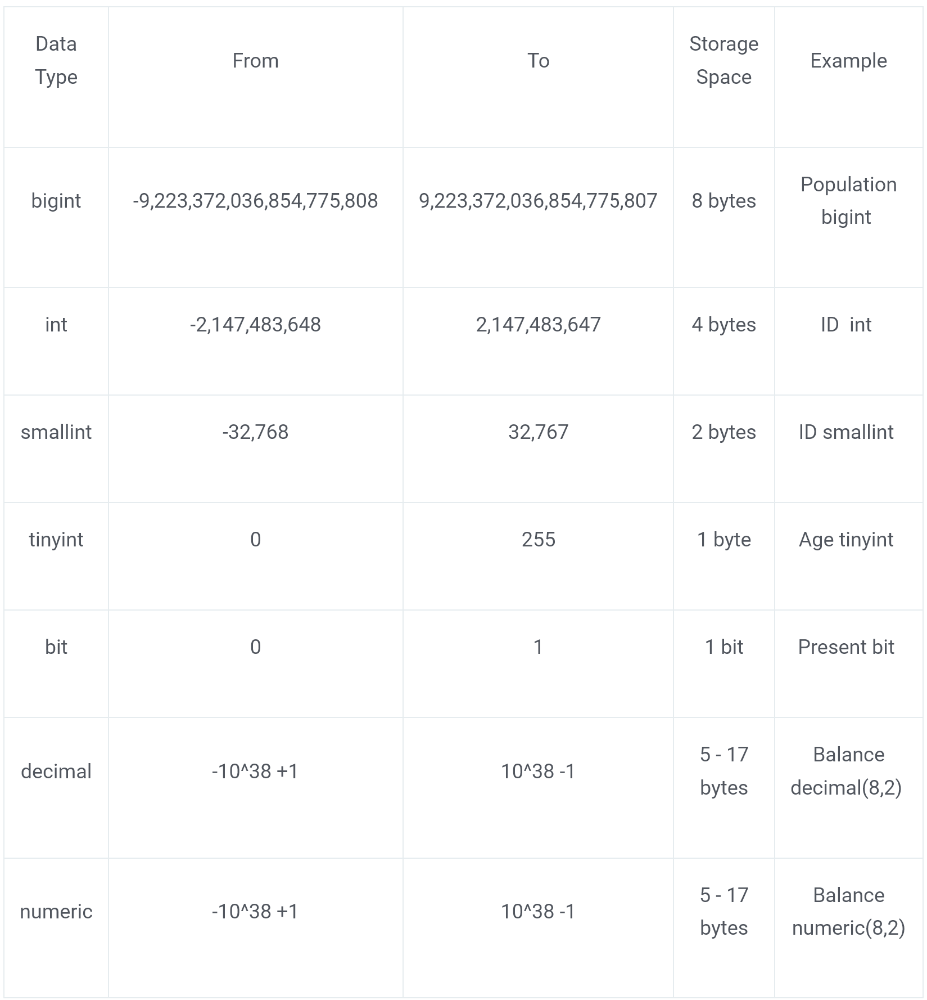 Data
Type
From
To
Storage
Space
Example
bigint
-9,223,372,036,854,775,808
9,223,372,036,854,775,807
8 bytes
Population
bigint
int
-2,147,483,648
2,147,483,647
4 bytes
ID  int
smallint
-32,768
32,767
2 bytes
ID smallint
tinyint
0
255
1 byte
Age tinyint
bit
0
1
1 bit
Present bit
decimal
-10^38 +1
10^38 -1
5 - 17
bytes
Balance
decimal(8,2)
numeric
-10^38 +1
10^38 -1
5 - 17
bytes
Balance
numeric(8,2)